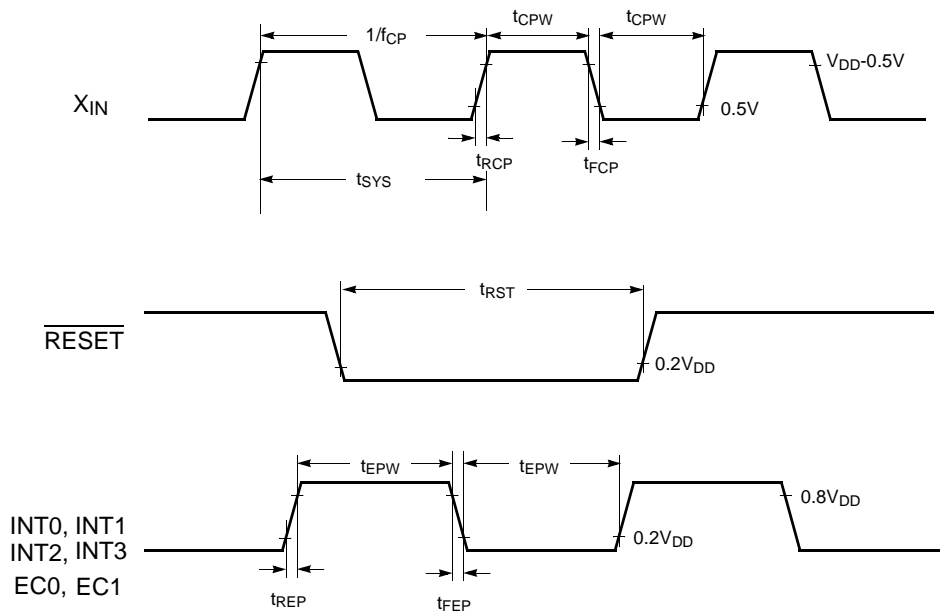 1/fCP tCPW tCPW
VDD-0.5V
XIN
0.5V
tRCP tFCP
tSYS
tRST
RESET
0.2VDD
tEPW tEPW
0.8VDD
INT0, INT1
INT2, INT3
0.2VDD
EC0, EC1
tREP tFEP